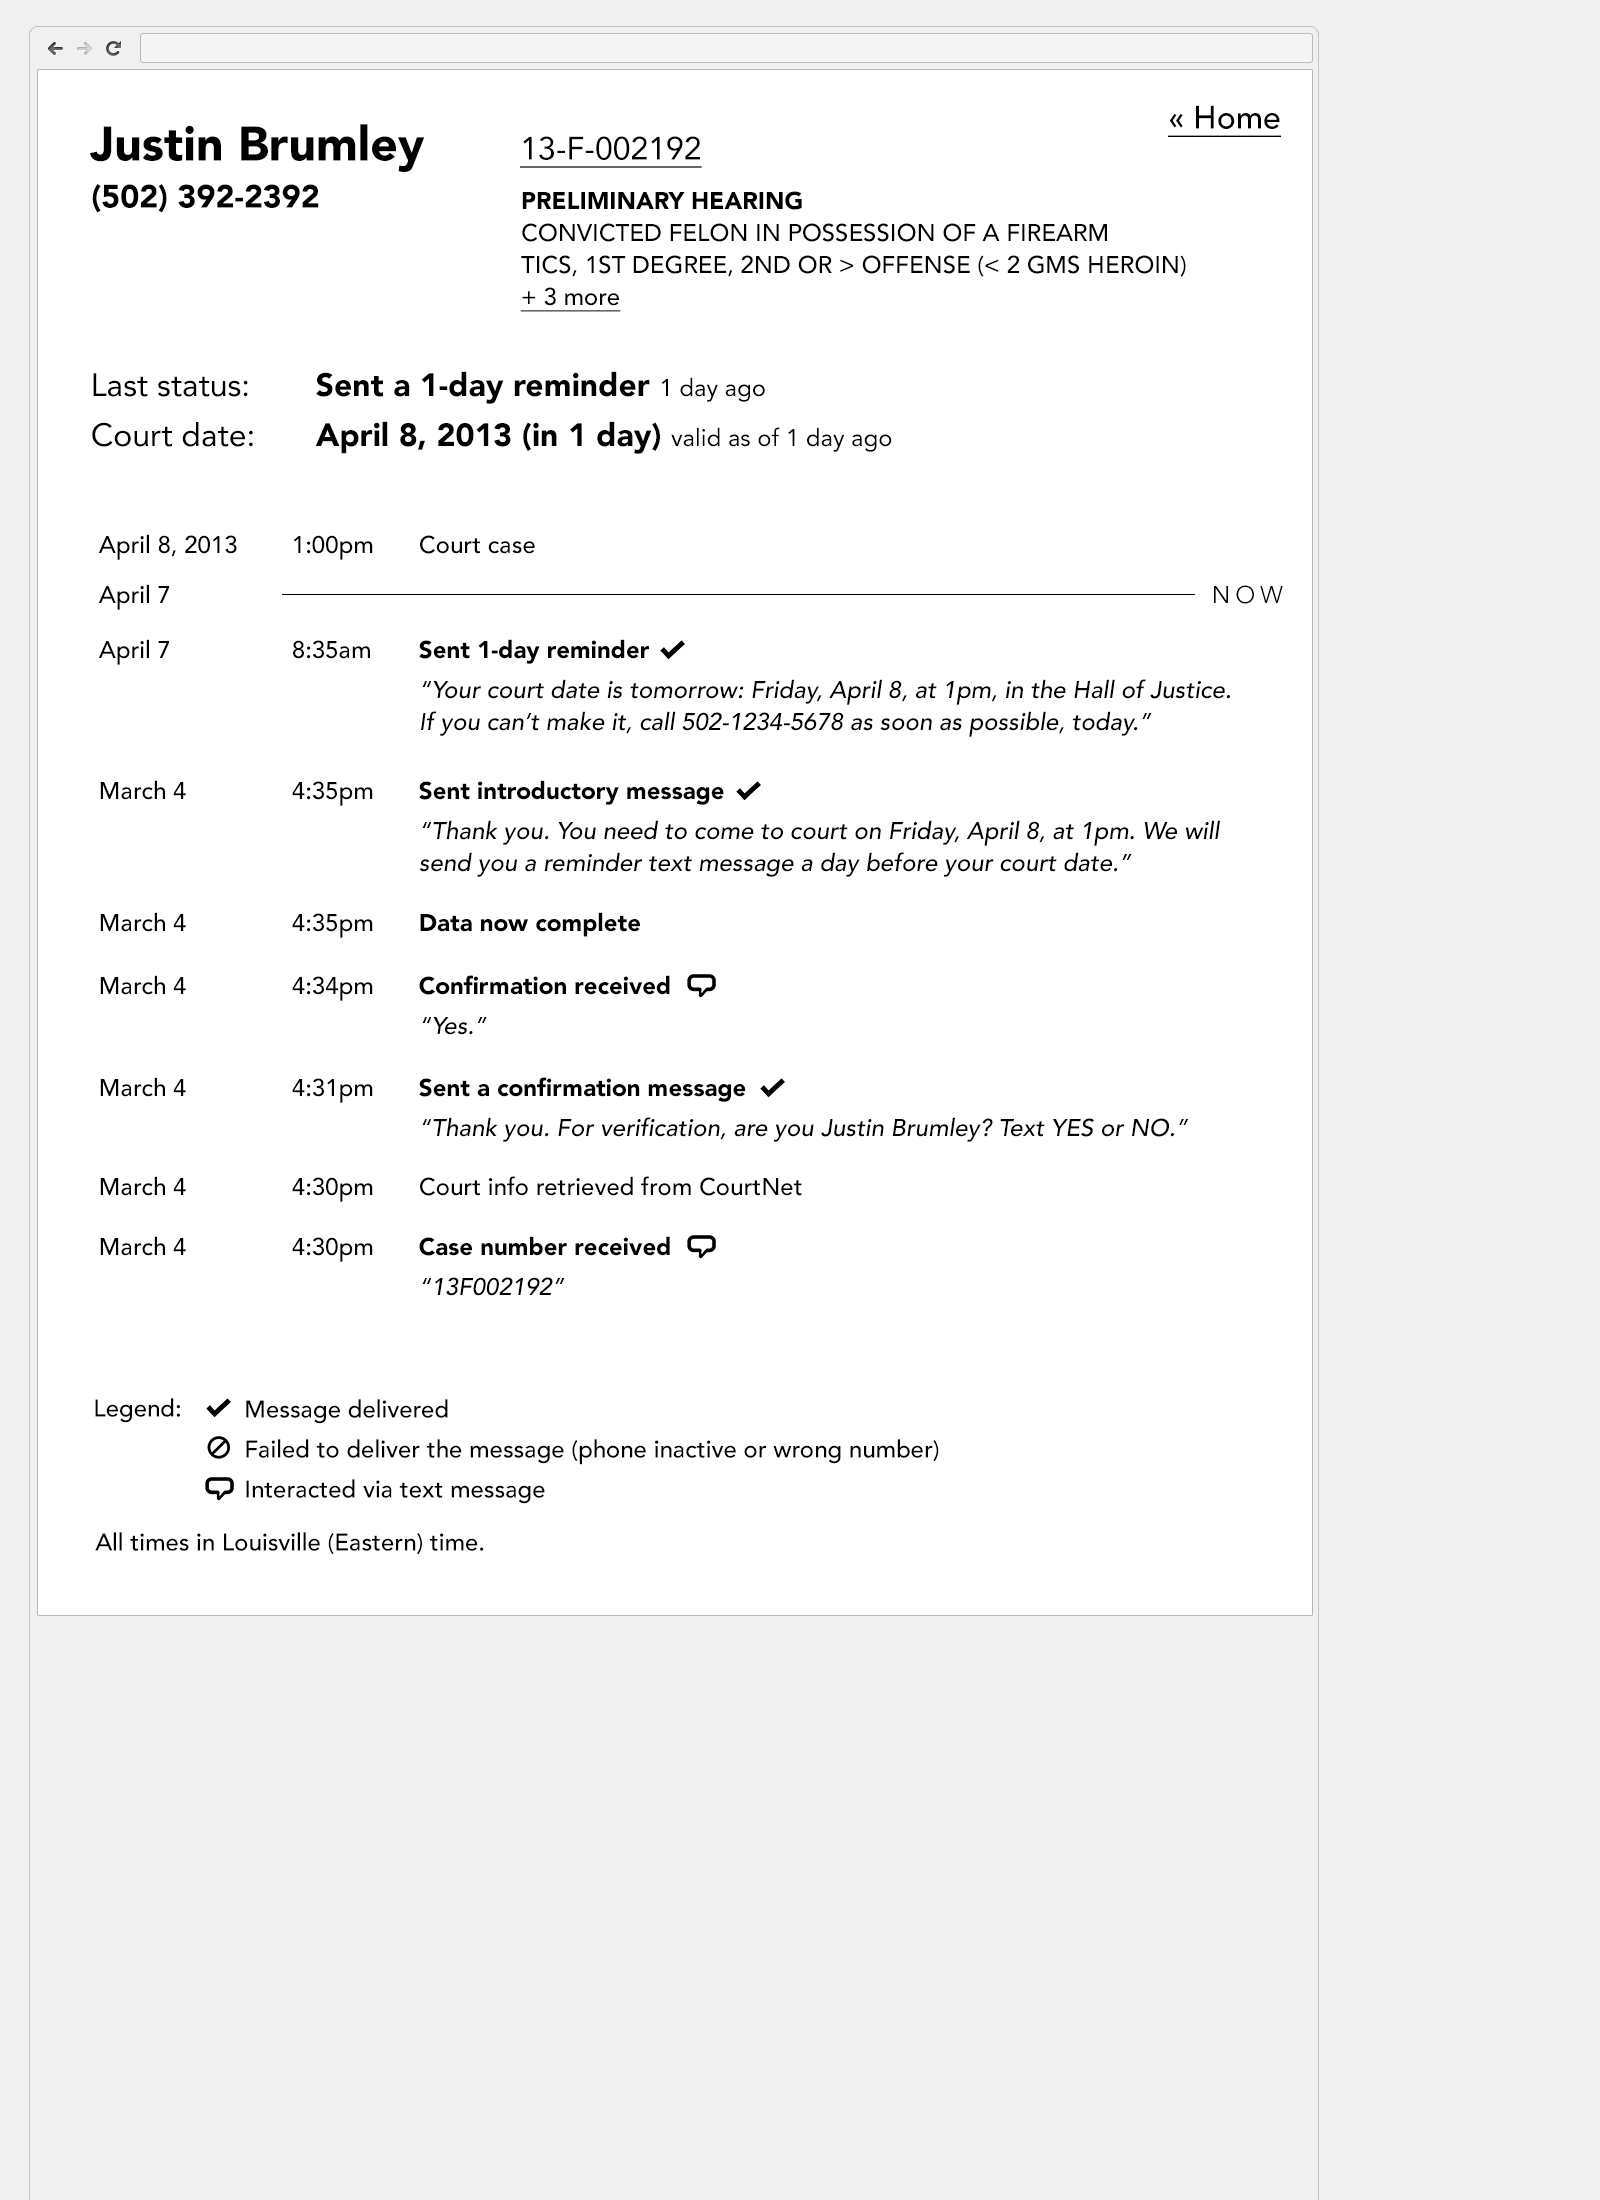 « Home
Justin Brumley
(502) 392-2392
13-F-002192
PRELIMINARY HEARING
CONVICTED FELON IN POSSESSION OF A FIREARM
TICS, 1ST DEGREE, 2ND OR > OFFENSE (< 2 GMS HEROIN)
+ 3 more
Last status: Sent a 1-day reminder 1 day ago
Court date: April 8, 2013 (in 1 day) valid as of 1 day ago
April 8, 2013 1:00pm Court case
April 7 NOW
April 7 8:35am Sent 1-day reminder
“Your court date is tomorrow: Friday, April 8, at 1pm, in the Hall of Justice.
If you can’t make it, call 502-1234-5678 as soon as possible, today.”
March 4 4:35pm Sent introductory message
“Thank you. You need to come to court on Friday, April 8, at 1pm. We will
send you a reminder text message a day before your court date.”
March 4 4:35pm Data now complete
March 4 4:34pm Confirmation received
“Yes.”
March 4 4:31pm Sent a confirmation message
“Thank you. For verification, are you Justin Brumley? Text YES or NO.”
March 4 4:30pm Court info retrieved from CourtNet
March 4 4:30pm Case number received
“13F002192”
Legend: Message delivered
Failed to deliver the message (phone inactive or wrong number)
Interacted via text message
All times in Louisville (Eastern) time.